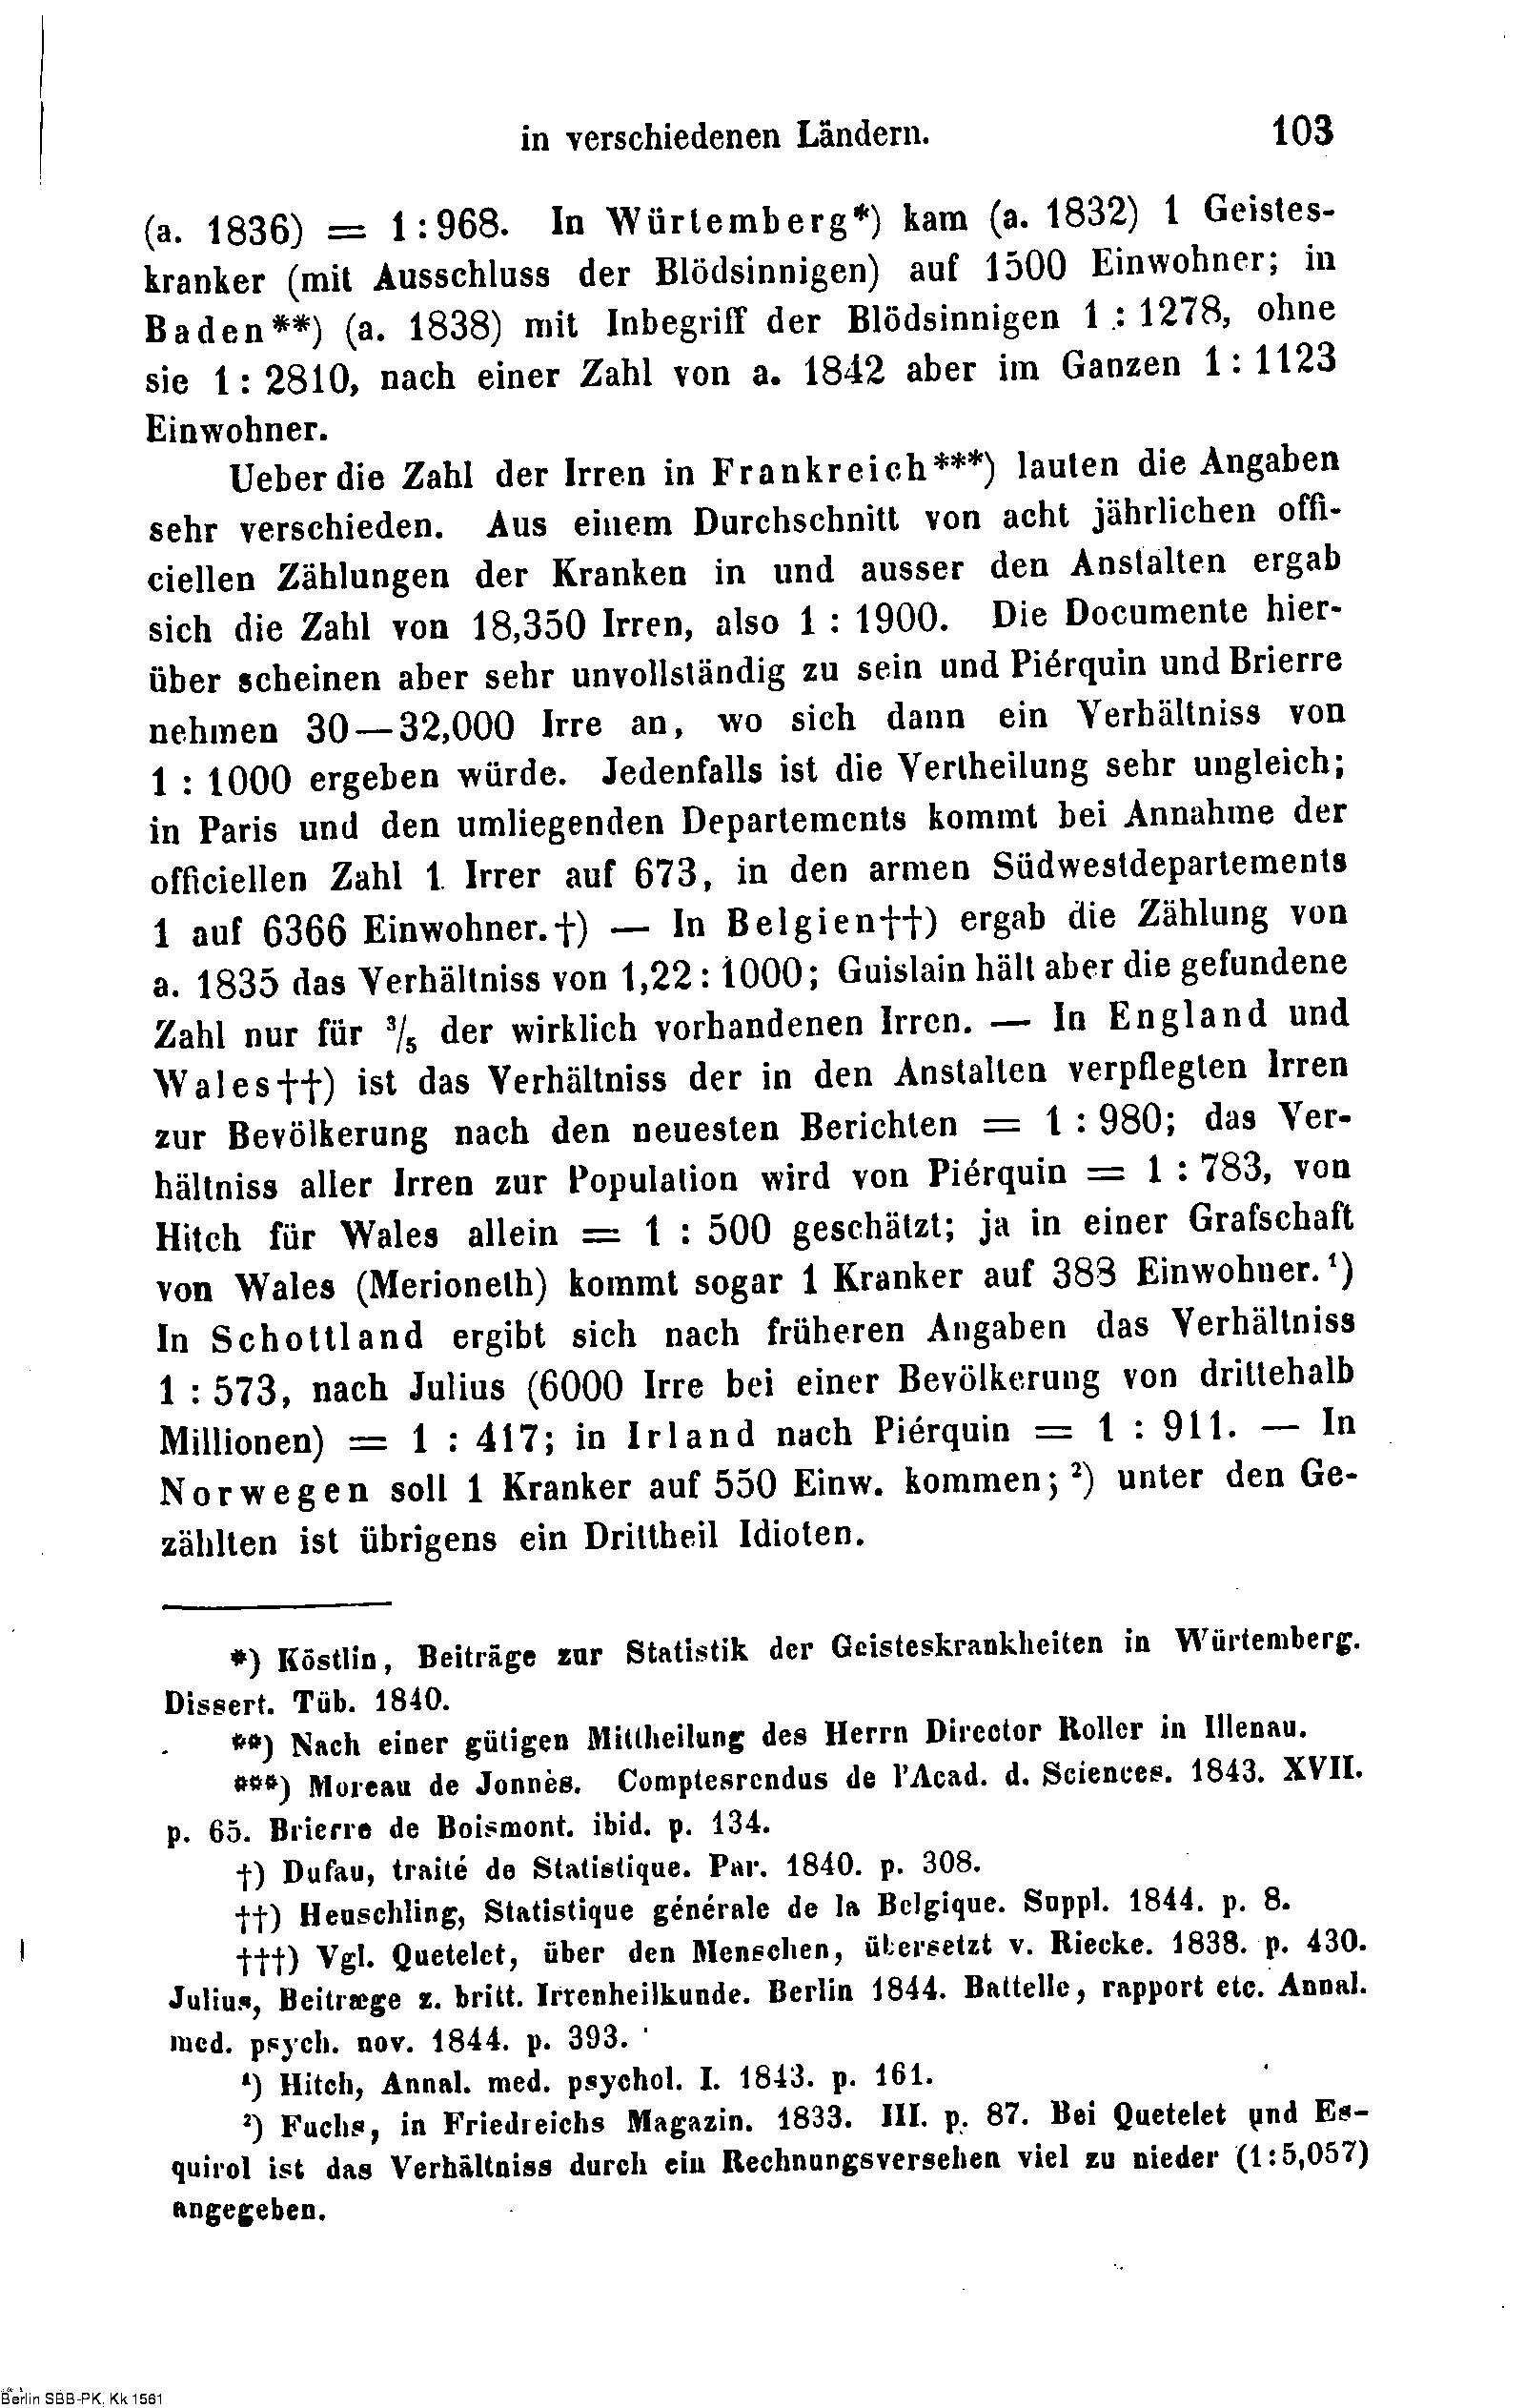 in verschiedenen Ländern. 103
(a. 1836) = 1:968. In Würtemberg*) kam (a. 1832) 1 Geistes-
kranker (mit Ausschluss der Blödsinnigen) auf 1500 Einwohner; in
Baden**) (a. 1838) mit Inbegriff der Blödsinnigen 1 : 1278, ohne
sie 1: 2810, nach einer Zahl von a. 1842 aber im Ganzen 1: 1123
Einwohner.
Ueber die Zahl der Irren in Frankreich***) lauten die Angaben
sehr verschieden. Aus einem Durchschnitt von acht jährlichen offi-
ciellen Zählungen der Kranken in und ausser den Anstalten ergab
sich die Zahl von 18,350 Irren, also 1 : 1900. Die Documente hier-
über scheinen aber sehr unvollständig zu sein und Piérquin und Brierre
nehmen 30—32,000 Irre an, wo sich dann ein Verhältniss von
1 : 1000 ergeben würde. Jedenfalls ist die Vertheilung sehr ungleich;
in Paris und den umliegenden Departements kommt bei Annahme der
officiellen Zahl 1 Irrer auf 673, in den armen Südwestdepartements
1 auf 6366 Einwohner.†) — In Belgien††) ergab die Zählung von
a. 1835 das Verhältniss von 1,22: 1000; Guislain hält aber die gefundene
Zahl nur für 3/5 der wirklich vorhandenen Irren. — In England und
Wales††) ist das Verhältniss der in den Anstalten verpflegten Irren
zur Bevölkerung nach den neuesten Berichten = 1 : 980; das Ver-
hältniss aller Irren zur Population wird von Piérquin = 1 : 783, von
Hitch für Wales allein = 1 : 500 geschätzt; ja in einer Grafschaft
von Wales (Merioneth) kommt sogar 1 Kranker auf 383 Einwohner.¹)
In Schottland ergibt sich nach früheren Angaben das Verhältniss
1 : 573, nach Julius (6000 Irre bei einer Bevölkerung von drittehalb
Millionen) = 1 : 417; in Irland nach Piérquin = 1 : 911. — In
Norwegen soll 1 Kranker auf 550 Einw. kommen; ²) unter den Ge-
zählten ist übrigens ein Drittheil Idioten.
*) Köstlin, Beiträge zur Statistik der Geisteskrankheiten in Würtemberg.
Dissert. Tüb. 1840.
**) Nach einer gütigen Mittheilung des Herrn Director Roller in Illenau.
***) Moreau de Jonnès. Comptesrendus de l'Acad. d. Sciences. 1843. XVII.
p. 65. Brierre de Boismont. ibid. p. 134.
†) Dufau, traité de Statistique. Par. 1840. p. 308.
††) Heuschling, Statistique générale de la Belgique. Suppl. 1844. p. 8.
†††) Vgl. Quetelet, über den Menschen, übersetzt v. Riecke. 1838. p. 430.
Julius, Beitræge z. britt. Irrenheilkunde. Berlin 1844. Battelle, rapport etc. Annal.
med. psych. nov. 1844. p. 393.
¹) Hitch, Annal. med. psychol. I. 1843. p. 161.
²) Fuchs, in Friedreichs Magazin. 1833. III. p. 87. Bei Quetelet und Es-
quirol ist das Verhältniss durch ein Rechnungsversehen viel zu nieder (1:5,057)
angegeben.
Berlin SBB-PK, Kk 1561